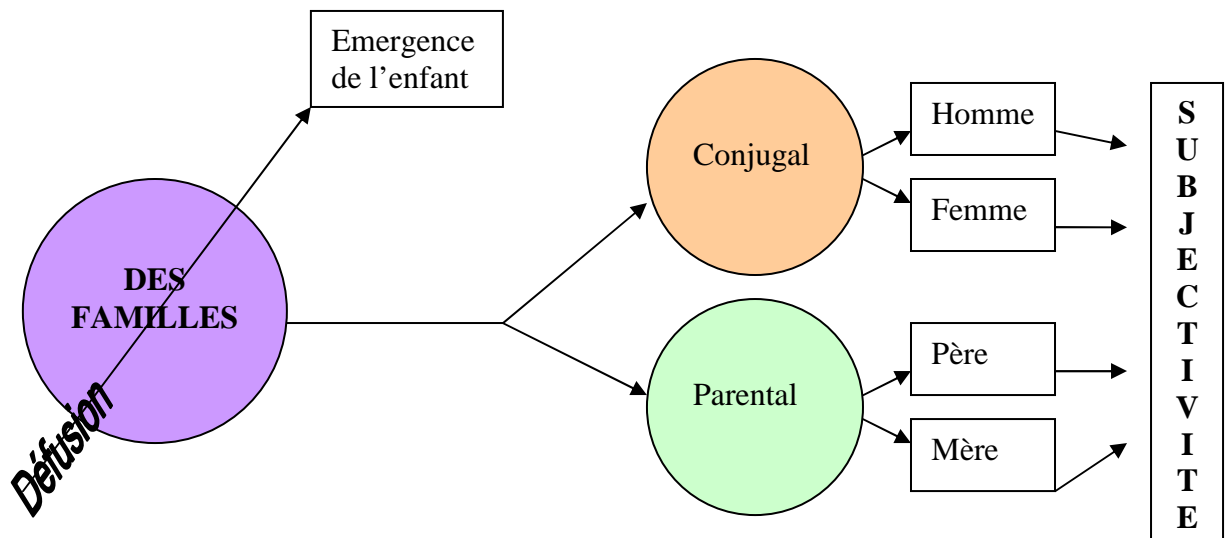 Emergence
de l'enfant
DES
FAMILLES
Défusion
Conjugal
Parental
Homme
Femme
Père
Mère
S
U
B
J
E
C
T
I
V
I
T
E